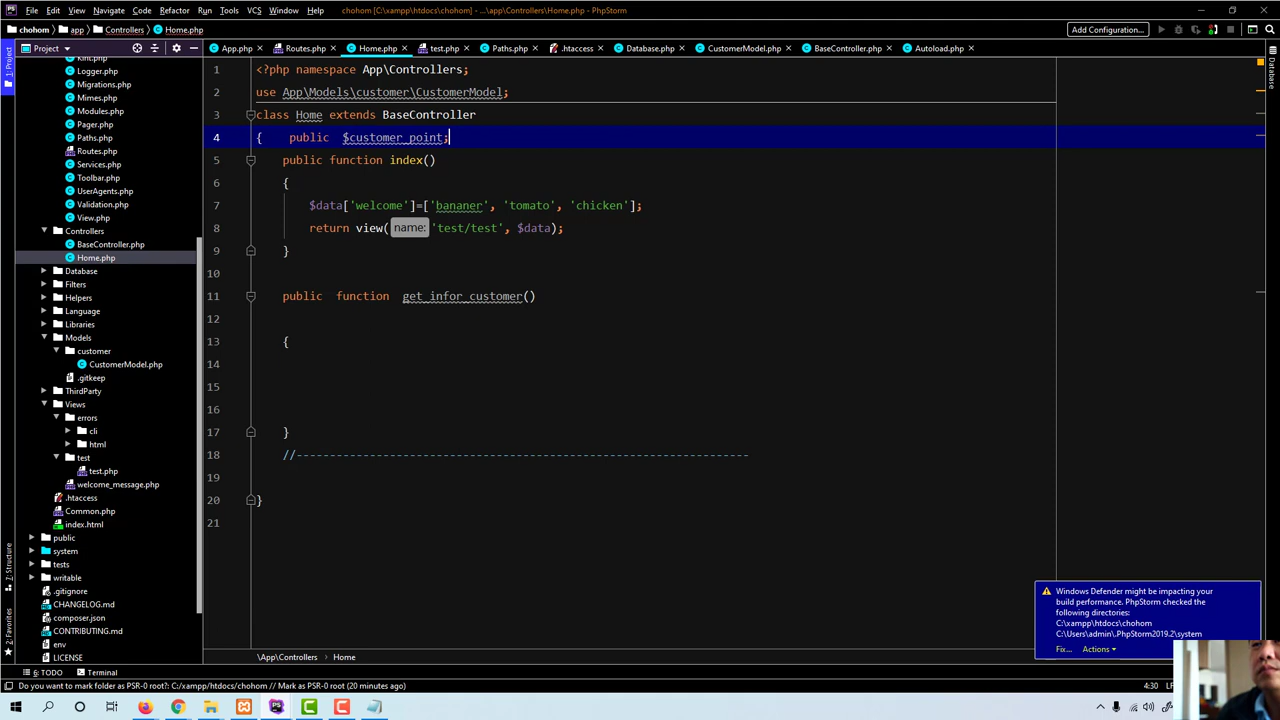 File Edit View Navigate Code Refactor Run Tools VCS Window Help chohom [C:\xampp\htdocs\chohom] - ...\app\Controllers\Home.php - PhpStorm
chohom app Controllers Home.php Add Configuration...
Project App.php Routes.php Home.php test.php Paths.php .htaccess Database.php CustomerModel.php BaseController.php Autoload.php
1: Project
Database
Kint.php
Logger.php
Migrations.php
Mimes.php
Modules.php
Pager.php
Paths.php
Routes.php
Services.php
Toolbar.php
UserAgents.php
Validation.php
View.php
Controllers
BaseController.php
Home.php
Database
Filters
Helpers
Language
Libraries
Models
customer
CustomerModel.php
.gitkeep
ThirdParty
Views
errors
cli
html
test
test.php
welcome_message.php
.htaccess
Common.php
index.html
public
system
tests
writable
.gitignore
CHANGELOG.md
composer.json
CONTRIBUTING.md
env
LICENSE
7: Structure
2: Favorites
1 <?php namespace App\Controllers;
2 use App\Models\customer\CustomerModel;
3 class Home extends BaseController
4 { public $customer_point;
5 public function index()
6 {
7 $data['welcome']=['bananer', 'tomato', 'chicken'];
8 return view( name: 'test/test', $data);
9 }
10
11 public function get_infor_customer()
12
13 {
14
15
16
17 }
18 //---------------------------------------------------------------------
19
20 }
21
Windows Defender might be impacting your
build performance. PhpStorm checked the
following directories:
C:\xampp\htdocs\chohom
C:\Users\admin\.PhpStorm2019.2\system
Fix... Actions
\App\Controllers Home
6: TODO Terminal
Do you want to mark folder as PSR-0 root?: C:/xampp/htdocs/chohom // Mark as PSR-0 root (20 minutes ago) 4:30